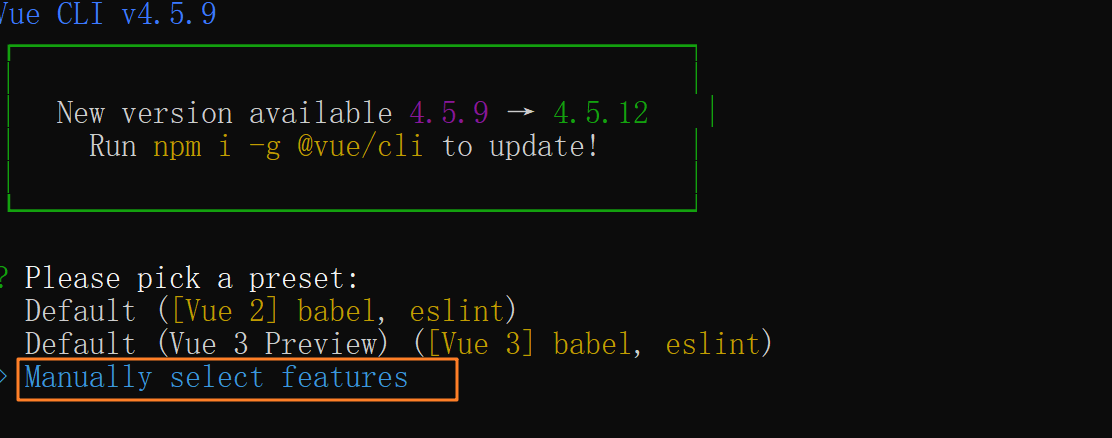 Vue CLI v4.5.9
New version available 4.5.9 → 4.5.12
Run npm i -g @vue/cli to update!
? Please pick a preset:
Default ([Vue 2] babel, eslint)
Default (Vue 3 Preview) ([Vue 3] babel, eslint)
> Manually select features